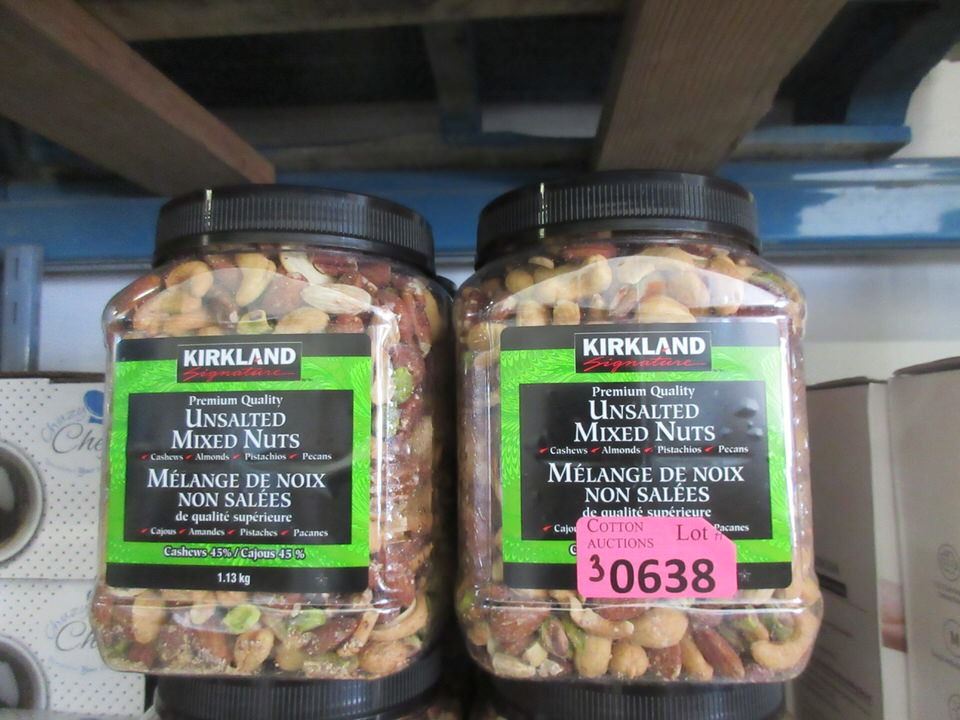 KIRKLAND
Signature
Premium Quality
UNSALTED
MIXED NUTS
Cashews Almonds Pistachios Pecans
MÉLANGE DE NOIX
NON SALÉES
de qualité supérieure
Cajous Amandes Pistaches Pacanes
Cashews 45% / Cajous 45 %
1.13 kg
KIRKLAND
Signature
Premium Quality
UNSALTED
MIXED NUTS
Cashews Almonds Pistachios Pecans
MÉLANGE DE NOIX
NON SALÉES
de qualité supérieure
Pacanes
COTTON
AUCTIONS
Lot #
3 0638